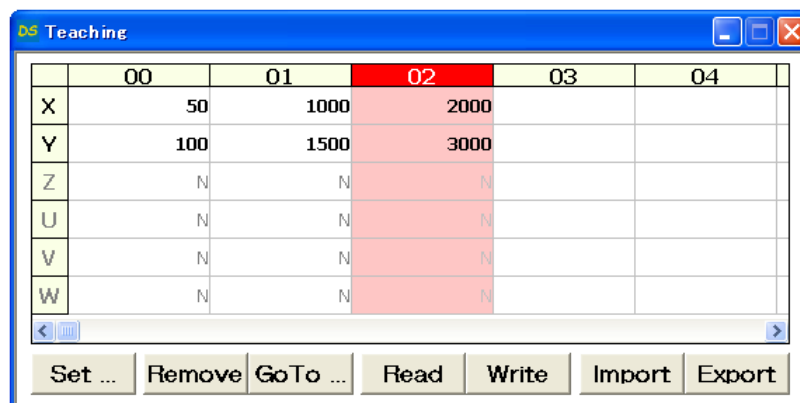 DS Teaching
00 01 02 03 04
X 50 1000 2000
Y 100 1500 3000
Z N N N
U N N N
V N N N
W N N N
Set ... Remove GoTo ... Read Write Import Export